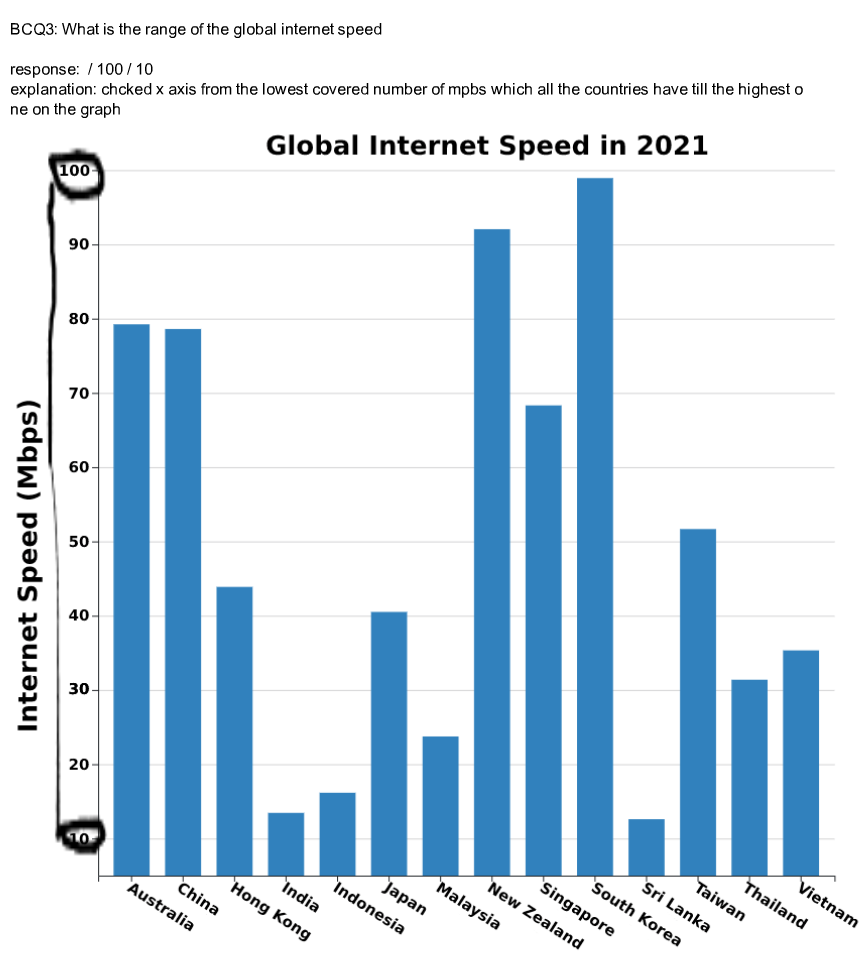 BCQ3: What is the range of the global internet speed
response:  / 100 / 10
explanation: chcked x axis from the lowest covered number of mpbs which all the countries have till the highest o
ne on the graph
Global Internet Speed in 2021
Internet Speed (Mbps)
100
90
80
70
60
50
40
30
20
10
Australia
China
Hong Kong
India
Indonesia
Japan
Malaysia
New Zealand
Singapore
South Korea
Sri Lanka
Taiwan
Thailand
Vietnam